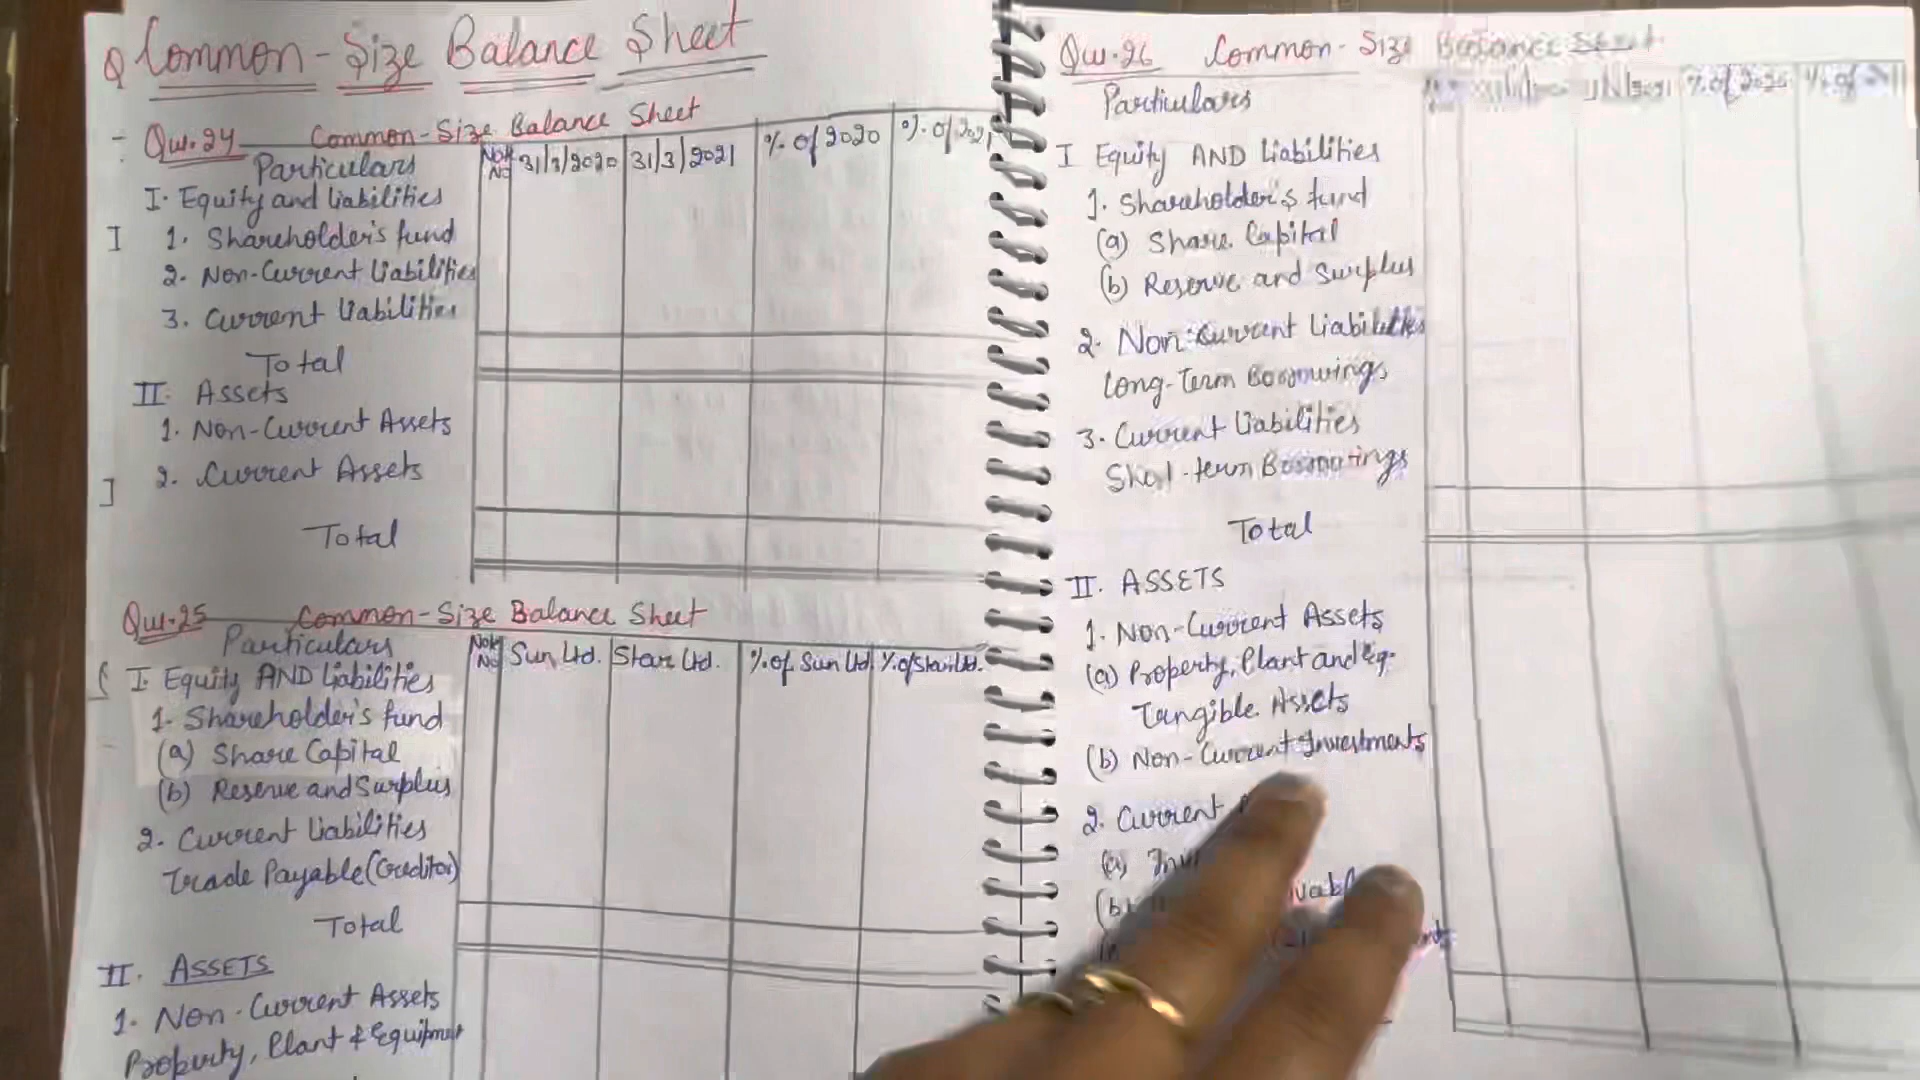 Q Common-Size Balance Sheet
Qu.24 Common-Size Balance Sheet
Particulars Note No 31/3/2020 31/3/2021 % of 2020 % of 2021
I. Equity and Liabilities
I 1. Shareholder's fund
2. Non-Current Liabilities
3. Current Liabilities
Total
II. Assets
1. Non-Current Assets
2. Current Assets
Total
Qu.25 Common-Size Balance Sheet
Particulars Note No Sun Ltd. Star Ltd. % of Sun Ltd % of Star Ltd.
I. Equity AND Liabilities
1. Shareholder's fund
(a) Share Capital
(b) Reserve and Surplus
2. Current Liabilities
Trade Payable (Creditor)
Total
II. ASSETS
1. Non-Current Assets
Property, Plant & Equipment
Qu.26 Common-Size Balance Sheet
Particulars % of 2020 % of
I Equity AND Liabilities
1. Shareholder's fund
(a) Share Capital
(b) Reserve and Surplus
2. Non-Current Liabilities
Long-Term Borrowings
3. Current Liabilities
Short-term Borrowings
Total
II. ASSETS
1. Non-Current Assets
(a) Property, Plant and Eq.
Tangible Assets
(b) Non-Current Investments
2. Current
(a)
(b)